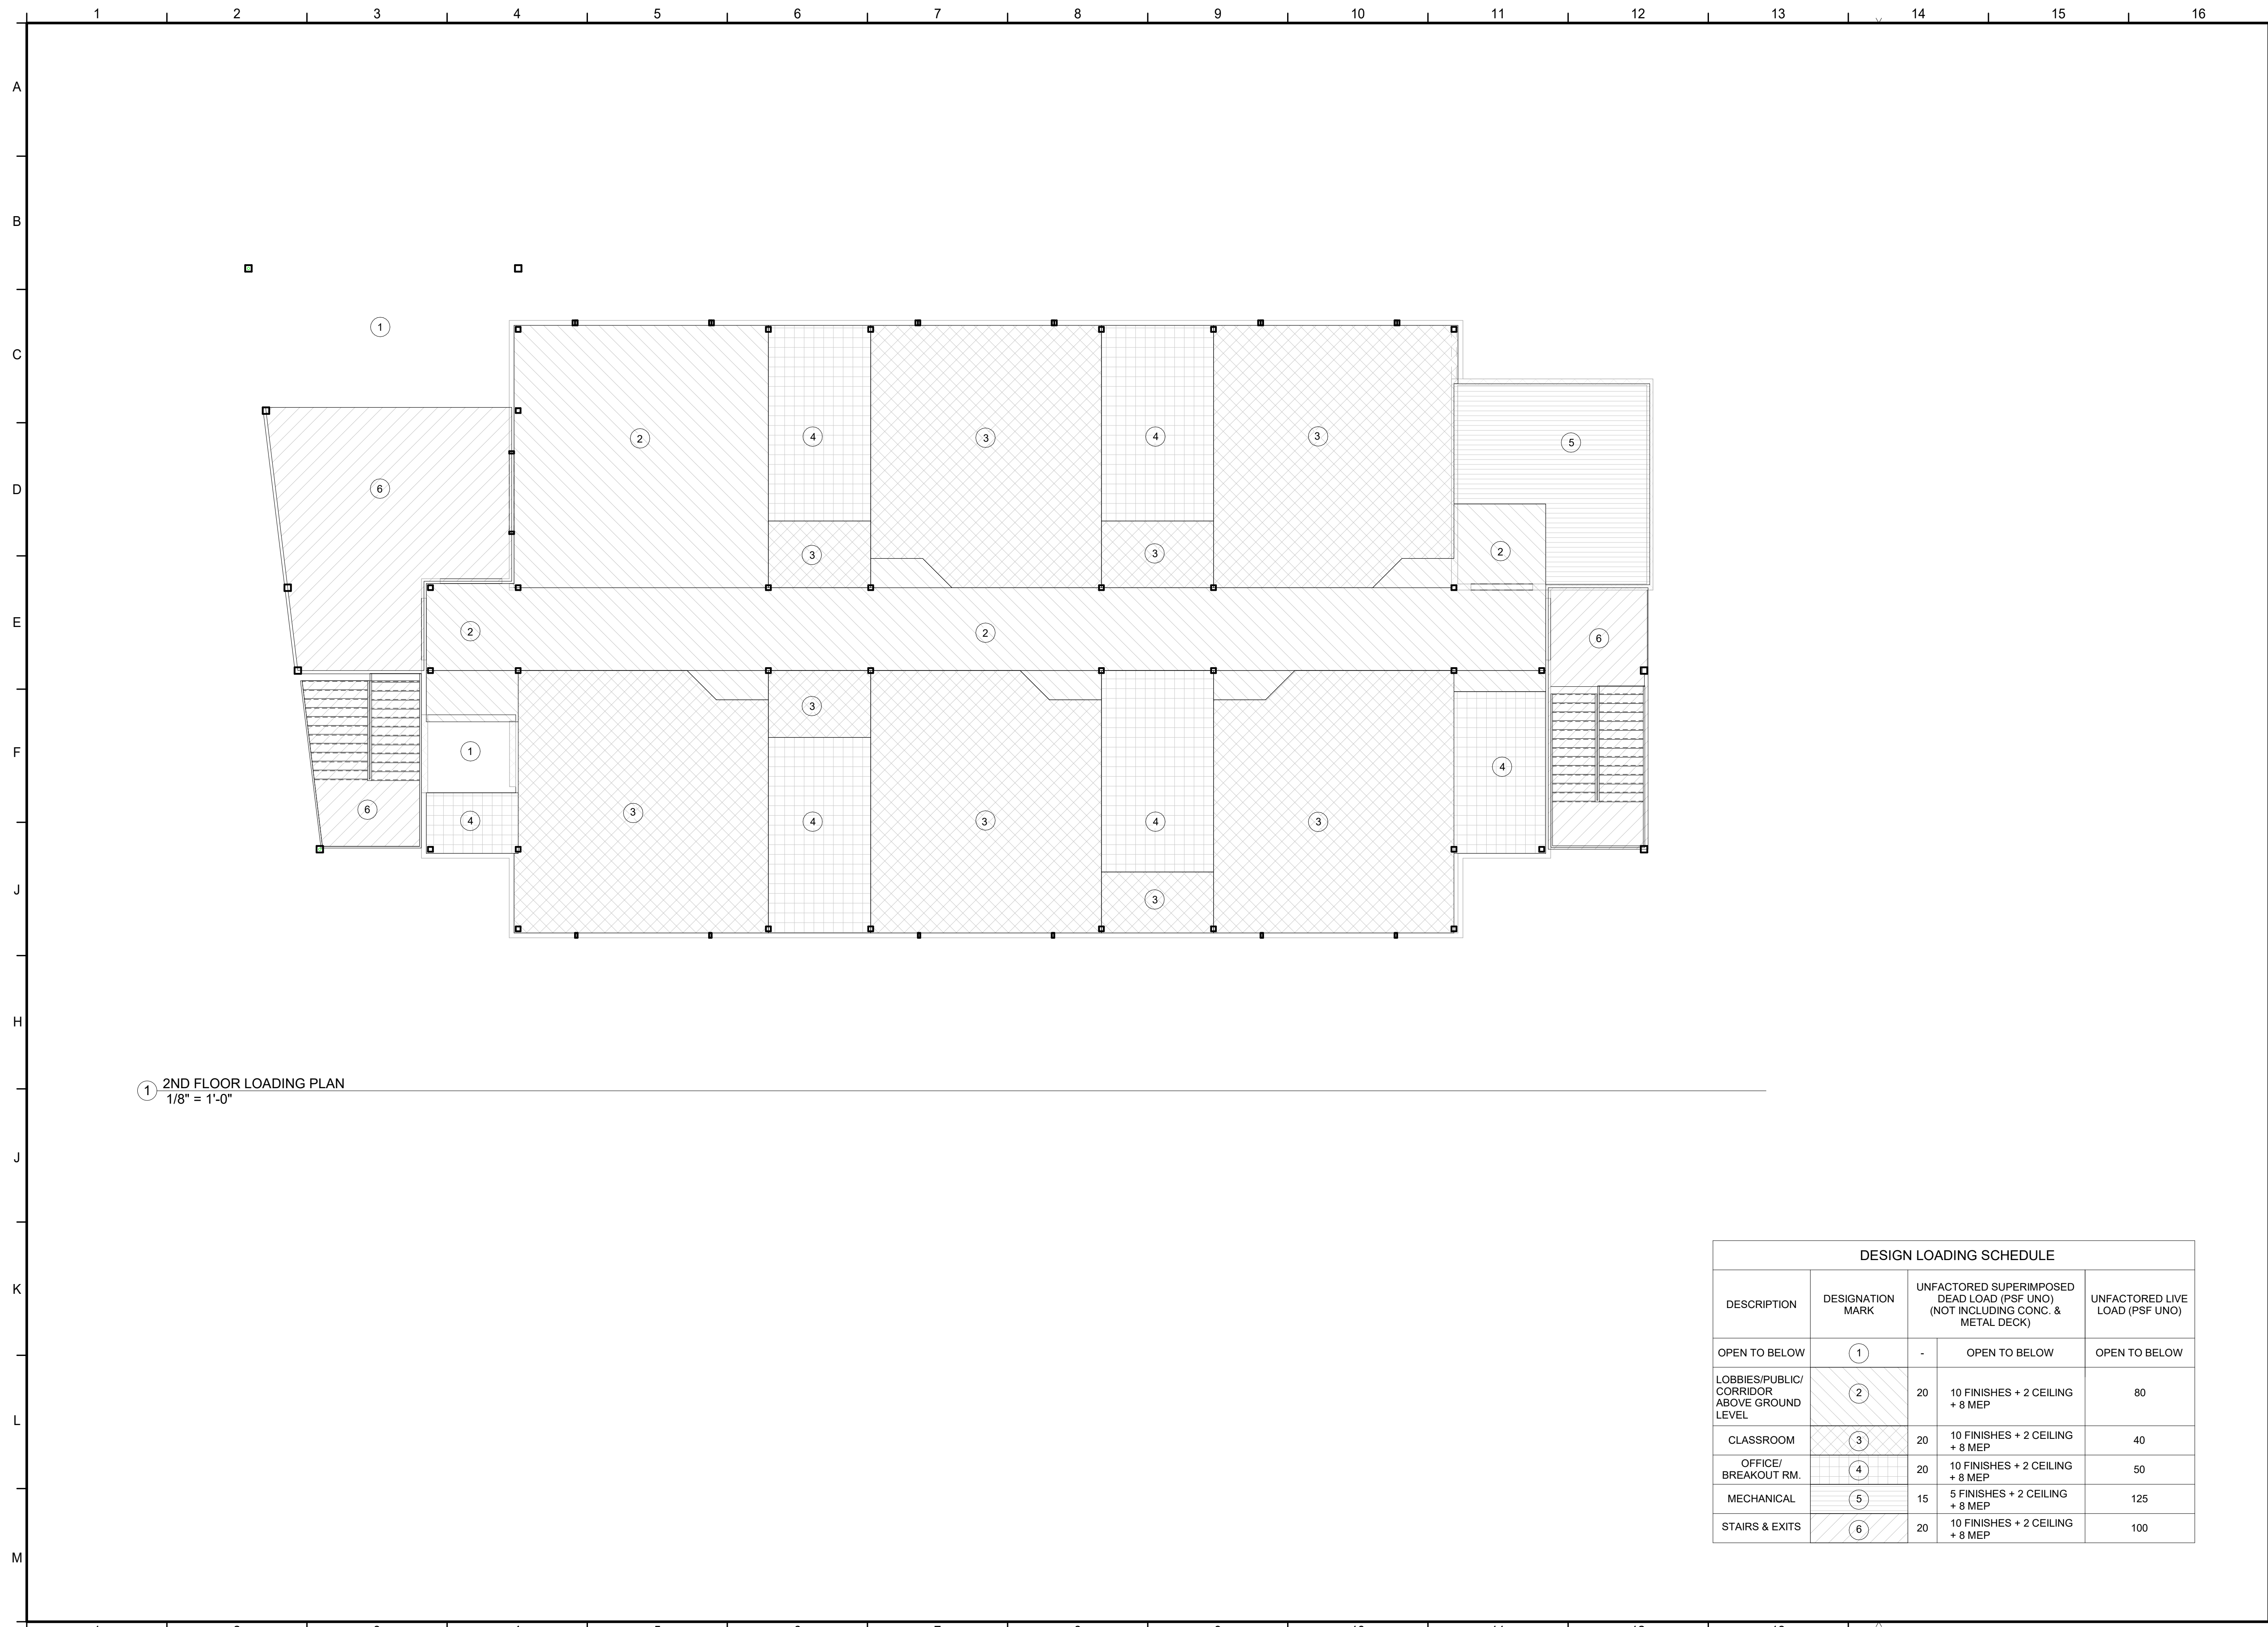 1 2 3 4 5 6 7 8 9 10 11 12 13 14 15 16
A
B
1
C
2 4 3 4 3 5
D
6
3 3 2
E
2 2 6
3
F
1
4
6 4 3 4 3 4 3
J
3
H
1 2ND FLOOR LOADING PLAN
1/8" = 1'-0"
J
K
L
M
DESIGN LOADING SCHEDULE
DESCRIPTION
DESIGNATION
MARK
UNFACTORED SUPERIMPOSED
DEAD LOAD (PSF UNO)
(NOT INCLUDING CONC. &
METAL DECK)
UNFACTORED LIVE
LOAD (PSF UNO)
OPEN TO BELOW 1 - OPEN TO BELOW OPEN TO BELOW
LOBBIES/PUBLIC/
CORRIDOR
ABOVE GROUND
LEVEL
2 20
10 FINISHES + 2 CEILING
+ 8 MEP
80
CLASSROOM 3 20
10 FINISHES + 2 CEILING
+ 8 MEP
40
OFFICE/
BREAKOUT RM.
4 20
10 FINISHES + 2 CEILING
+ 8 MEP
50
MECHANICAL 5 15
5 FINISHES + 2 CEILING
+ 8 MEP
125
STAIRS & EXITS 6 20
10 FINISHES + 2 CEILING
+ 8 MEP
100